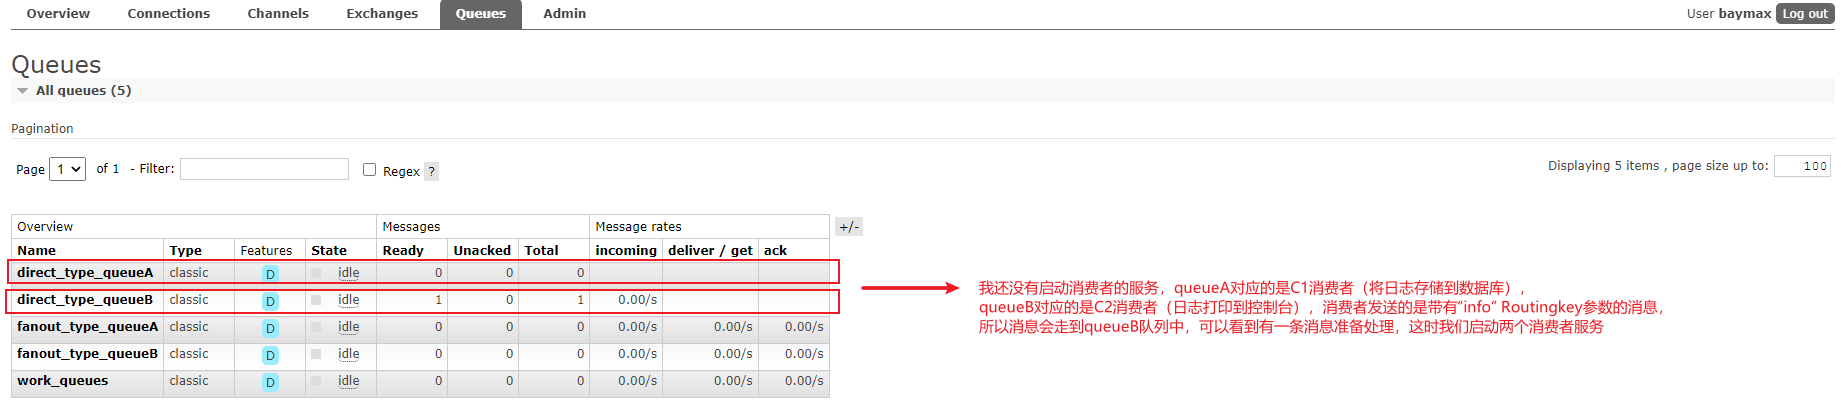 Overview Connections Channels Exchanges Queues Admin User baymax Log out
Queues
All queues (5)
Pagination
Page 1 of 1 - Filter: Regex ? Displaying 5 items , page size up to: 100
Overview Messages Message rates +/-
Name Type Features State Ready Unacked Total incoming deliver / get ack
direct_type_queueA classic D idle 0 0 0
direct_type_queueB classic D idle 1 0 1 0.00/s
fanout_type_queueA classic D idle 0 0 0 0.00/s 0.00/s 0.00/s
fanout_type_queueB classic D idle 0 0 0 0.00/s 0.00/s 0.00/s
work_queues classic D idle 0 0 0 0.00/s 0.00/s 0.00/s
我还没有启动消费者的服务，queueA对应的是C1消费者（将日志存储到数据库），
queueB对应的是C2消费者（日志打印到控制台），消费者发送的是带有“info” Routingkey参数的消息，
所以消息会走到queueB队列中，可以看到有一条消息准备处理，这时我们启动两个消费者服务